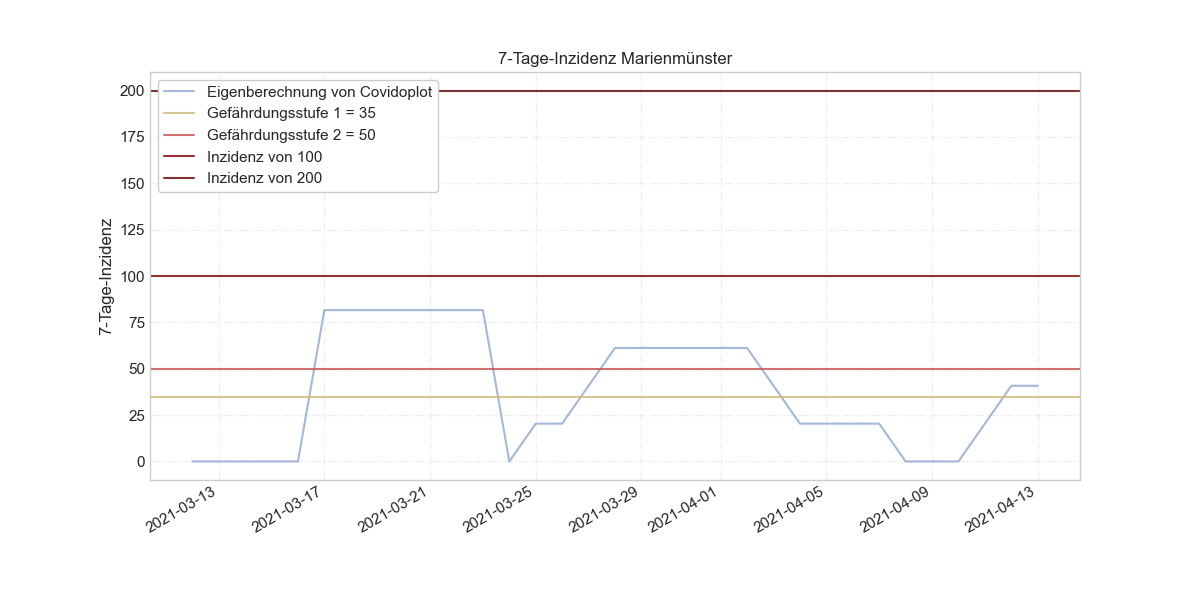 7-Tage-Inzidenz Marienmünster
Eigenberechnung von Covidoplot
Gefährdungsstufe 1 = 35
Gefährdungsstufe 2 = 50
Inzidenz von 100
Inzidenz von 200
7-Tage-Inzidenz
200
175
150
125
100
75
50
25
0
2021-03-13
2021-03-17
2021-03-21
2021-03-25
2021-03-29
2021-04-01
2021-04-05
2021-04-09
2021-04-13